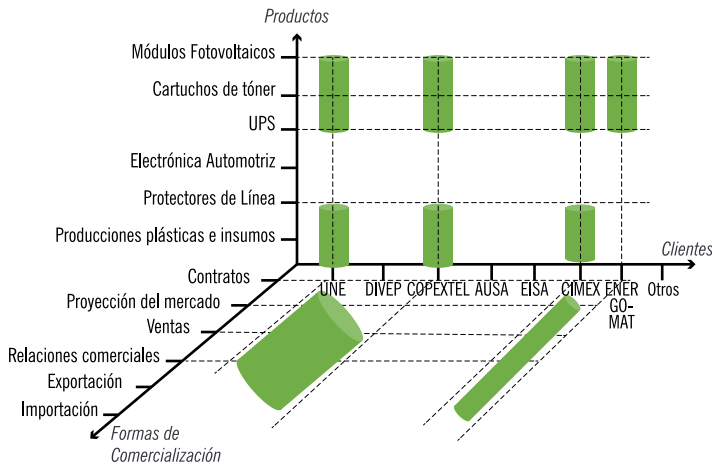 Productos
Módulos Fotovoltaicos
Cartuchos de tóner
UPS
Electrónica Automotriz
Protectores de Línea
Producciones plásticas e insumos
Clientes
Contratos
UNE DIVEP COPEXTEL AUSA EISA CIMEX ENER Otros
GO-
MAT
Proyección del mercado
Ventas
Relaciones comerciales
Exportación
Importación
Formas de
Comercialización